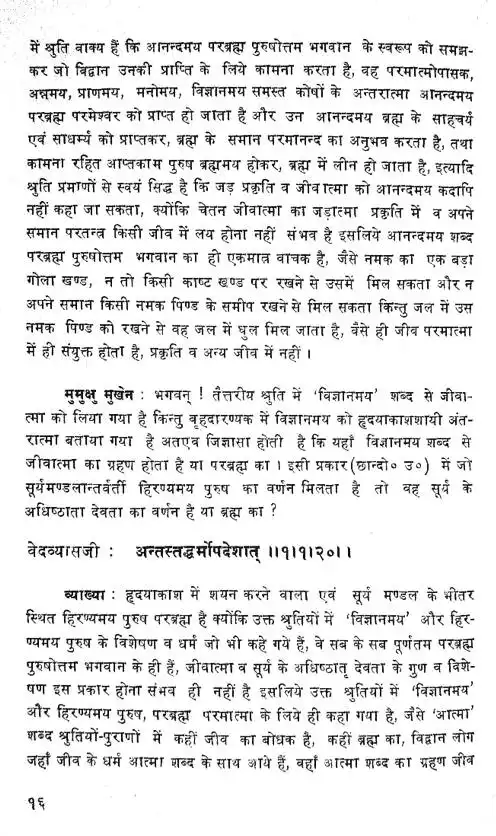 में श्रुति वाक्य हैं कि आनन्दमय परब्रह्म पुरुषोत्तम भगवान के स्वरूप को समझ-
कर जो विद्वान उनकी प्राप्ति के लिये कामना करता है, वह परमात्मोपासक,
अन्नमय, प्राणमय, मनोमय, विज्ञानमय समस्त कोषों के अन्तरात्मा आनन्दमय
परब्रह्म परमेश्वर को प्राप्त हो जाता है और उन आनन्दमय ब्रह्म के साहचर्य
एवं साधर्म्य को प्राप्तकर, ब्रह्म के समान परमानन्द का अनुभव करता है, तथा
कामना रहित आप्तकाम पुरुष ब्रह्ममय होकर, ब्रह्म में लीन हो जाता है, इत्यादि
श्रुति प्रमाणों से स्वयं सिद्ध है कि जड़ प्रकृति व जीवात्मा को आनन्दमय कदापि
नहीं कहा जा सकता, क्योंकि चेतन जीवात्मा का जड़ात्मा प्रकृति में व अपने
समान परतन्त्र किसी जीव में लय होना नहीं संभव है इसलिये आनन्दमय शब्द
परब्रह्म पुरुषोत्तम भगवान का ही एकमात्र वाचक है, जैसे नमक का एक बड़ा
गोला खण्ड, न तो किसी काष्ट खण्ड पर रखने से उसमें मिल सकता और न
अपने समान किसी नमक पिण्ड के समीप रखने से मिल सकता किन्तु जल में उस
नमक पिण्ड को रखने से वह जल में घुल मिल जाता है, वैसे ही जीव परमात्मा
में ही संयुक्त होता है, प्रकृति व अन्य जीव में नहीं ।
मुमुक्षु मुखेन : भगवन् ! तैत्तरीय श्रुति में 'विज्ञानमय' शब्द से जीवा-
त्मा को लिया गया है किन्तु वृहदारण्यक में विज्ञानमय को हृदयाकाशशायी अंत-
रात्मा बताया गया है अतएव जिज्ञासा होती है कि यहाँ विज्ञानमय शब्द से
जीवात्मा का ग्रहण होता है या परब्रह्म का । इसी प्रकार (छान्दो० उ०) में जो
सूर्यमण्डलान्तर्वर्ती हिरण्यमय पुरुष का वर्णन मिलता है तो वह सूर्य के
अधिष्ठाता देवता का वर्णन है या ब्रह्म का ?
वेदव्यासजी : अन्तस्तद्धर्मोपदेशात् ।।१।१।२०।।
व्याख्या : हृदयाकाश में शयन करने वाला एवं सूर्य मण्डल के भीतर
स्थित हिरण्यमय पुरुष परब्रह्म है क्योंकि उक्त श्रुतियों में 'विज्ञानमय' और हिर-
ण्यमय पुरुष के विशेषण व धर्म जो भी कहे गये हैं, वे सब के सब पूर्णतम परब्रह्म
पुरुषोत्तम भगवान के ही हैं, जीवात्मा व सूर्य के अधिष्ठातृ देवता के गुण व विशे-
षण इस प्रकार होना संभव ही नहीं है इसलिये उक्त श्रुतियों में 'विज्ञानमय'
और हिरण्यमय पुरुष, परब्रह्म परमात्मा के लिये ही कहा गया है, जैसे 'आत्मा'
शब्द श्रुतियों-पुराणों में कहीं जीव का बोधक है, कहीं ब्रह्म का, विद्वान लोग
जहाँ जीव के धर्म आत्मा शब्द के साथ आये हैं, वहाँ आत्मा शब्द का ग्रहण जीव
१६